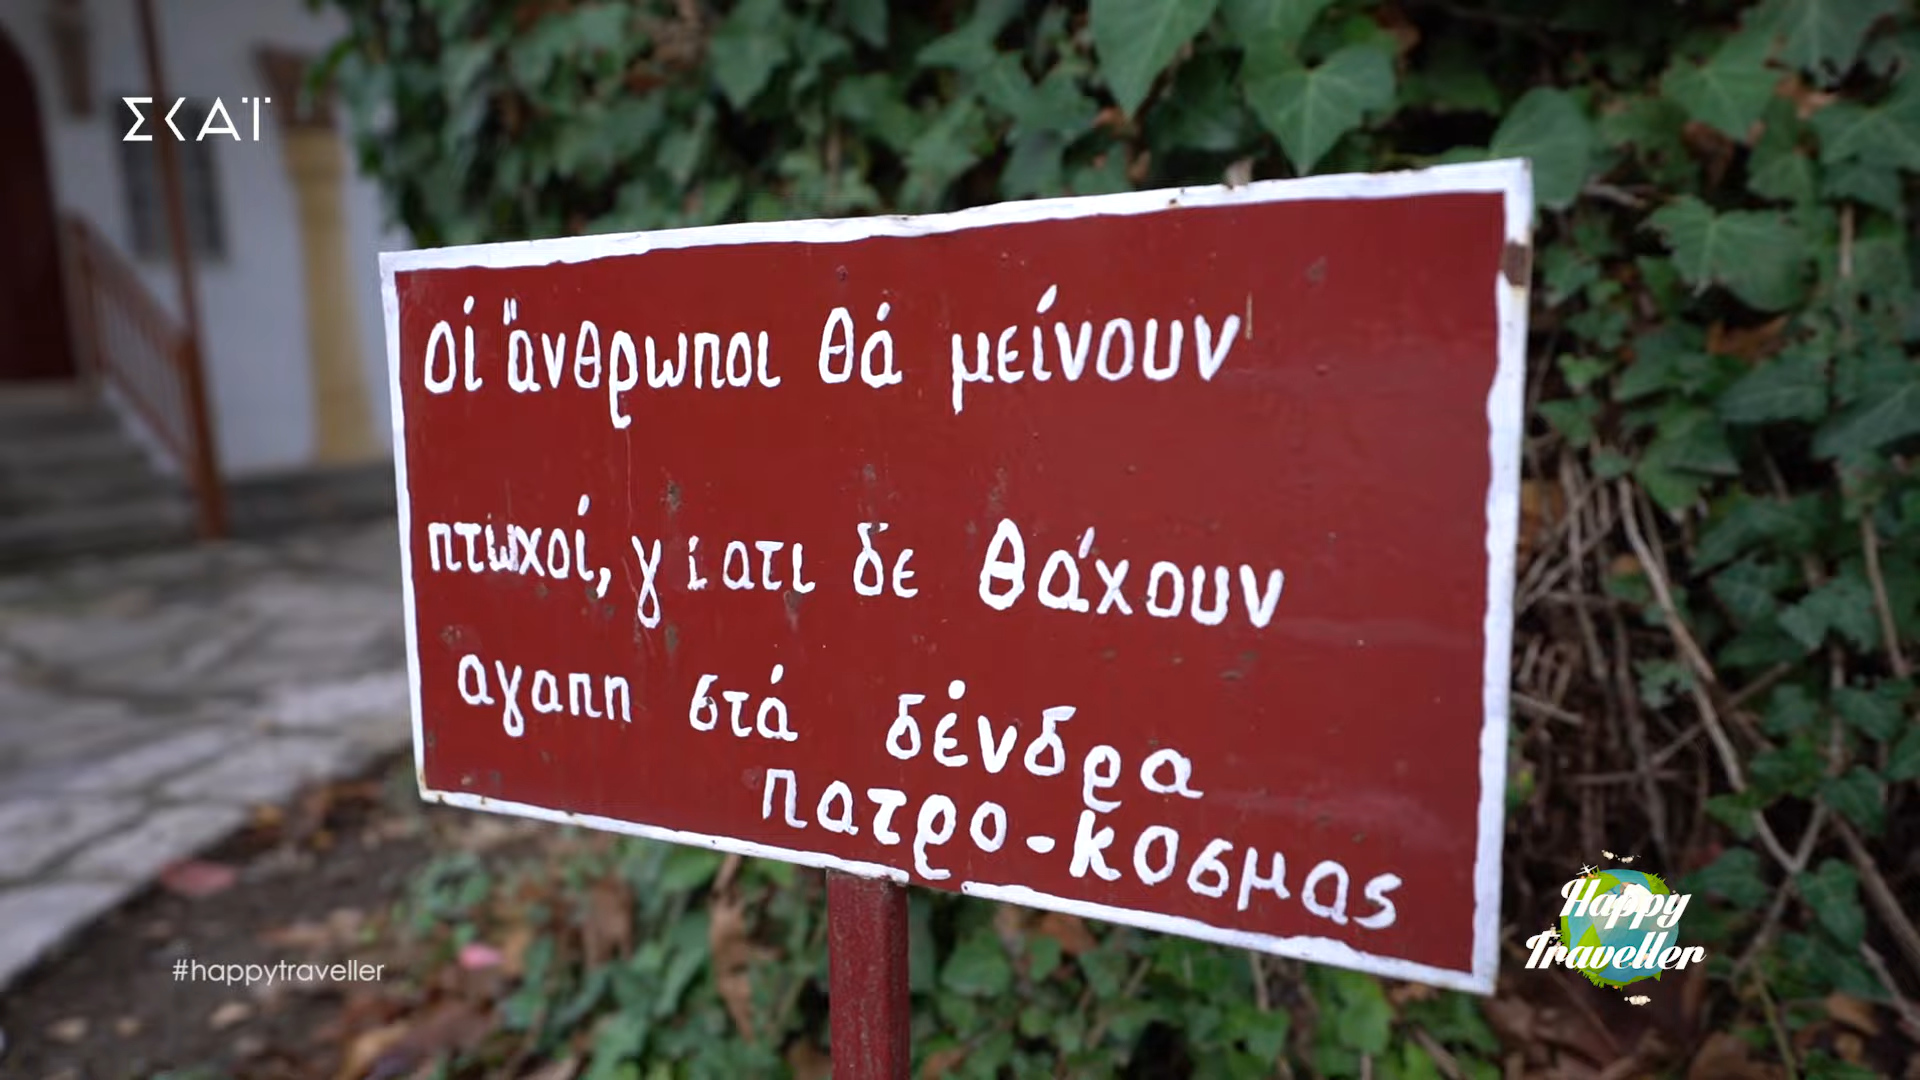 ΣΚΑΪ
οἱ ἄνθρωποι θά μείνουν
πτωχοί, γιατι δε θάχουν
αγαπη στά δένδρα
πατρο-κοσμας
#happytraveller
Happy
Traveller